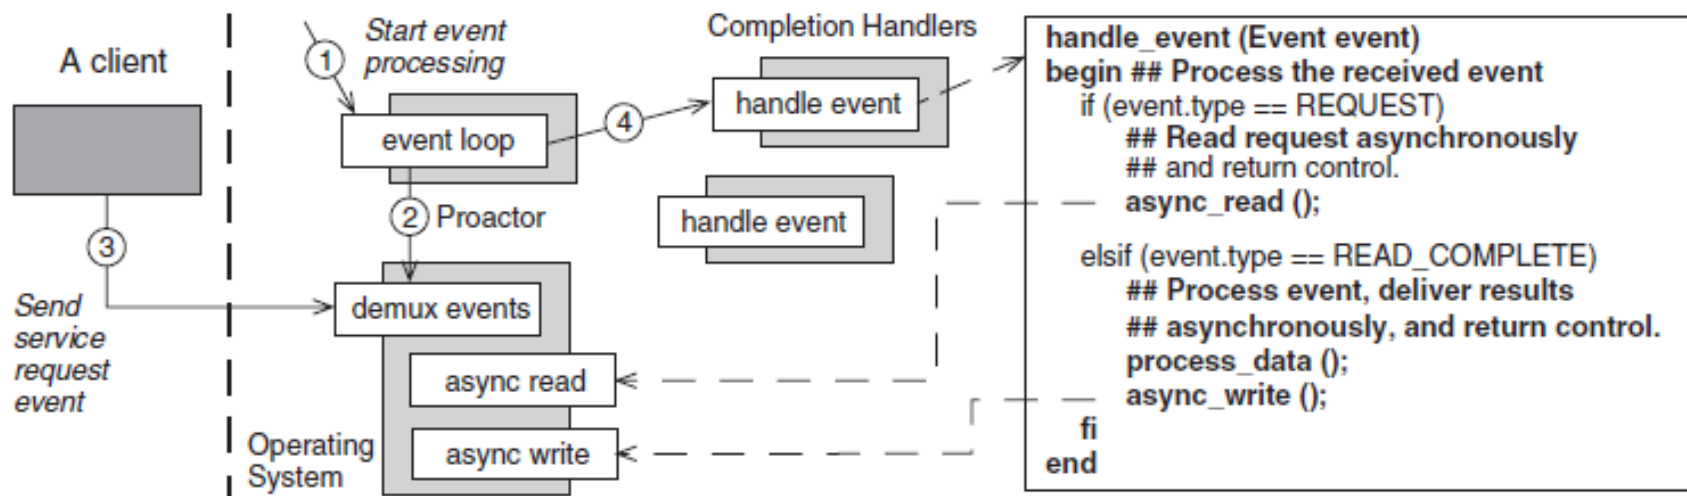 A client
1
Start event
processing
event loop
4
Completion Handlers
handle event
handle event
2
Proactor
3
Send
service
request
event
demux events
async read
async write
Operating
System
handle_event (Event event)
begin ## Process the received event
if (event.type == REQUEST)
## Read request asynchronously
## and return control.
async_read ();
elsif (event.type == READ_COMPLETE)
## Process event, deliver results
## asynchronously, and return control.
process_data ();
async_write ();
fi
end